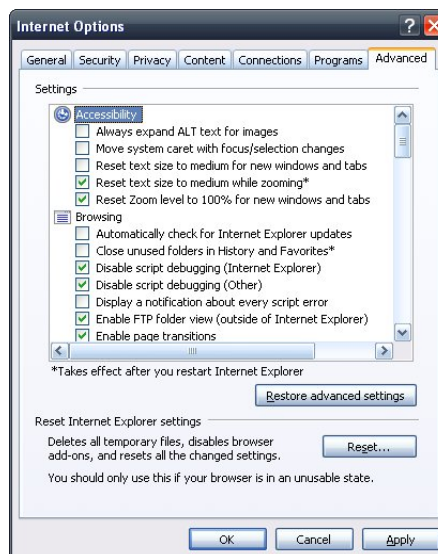 Internet Options
General Security Privacy Content Connections Programs Advanced
Settings
Accessibility
Always expand ALT text for images
Move system caret with focus/selection changes
Reset text size to medium for new windows and tabs
Reset text size to medium while zooming*
Reset Zoom level to 100% for new windows and tabs
Browsing
Automatically check for Internet Explorer updates
Close unused folders in History and Favorites*
Disable script debugging (Internet Explorer)
Disable script debugging (Other)
Display a notification about every script error
Enable FTP folder view (outside of Internet Explorer)
Enable page transitions
*Takes effect after you restart Internet Explorer
Restore advanced settings
Reset Internet Explorer settings
Deletes all temporary files, disables browser
add-ons, and resets all the changed settings.
Reset...
You should only use this if your browser is in an unusable state.
OK Cancel Apply